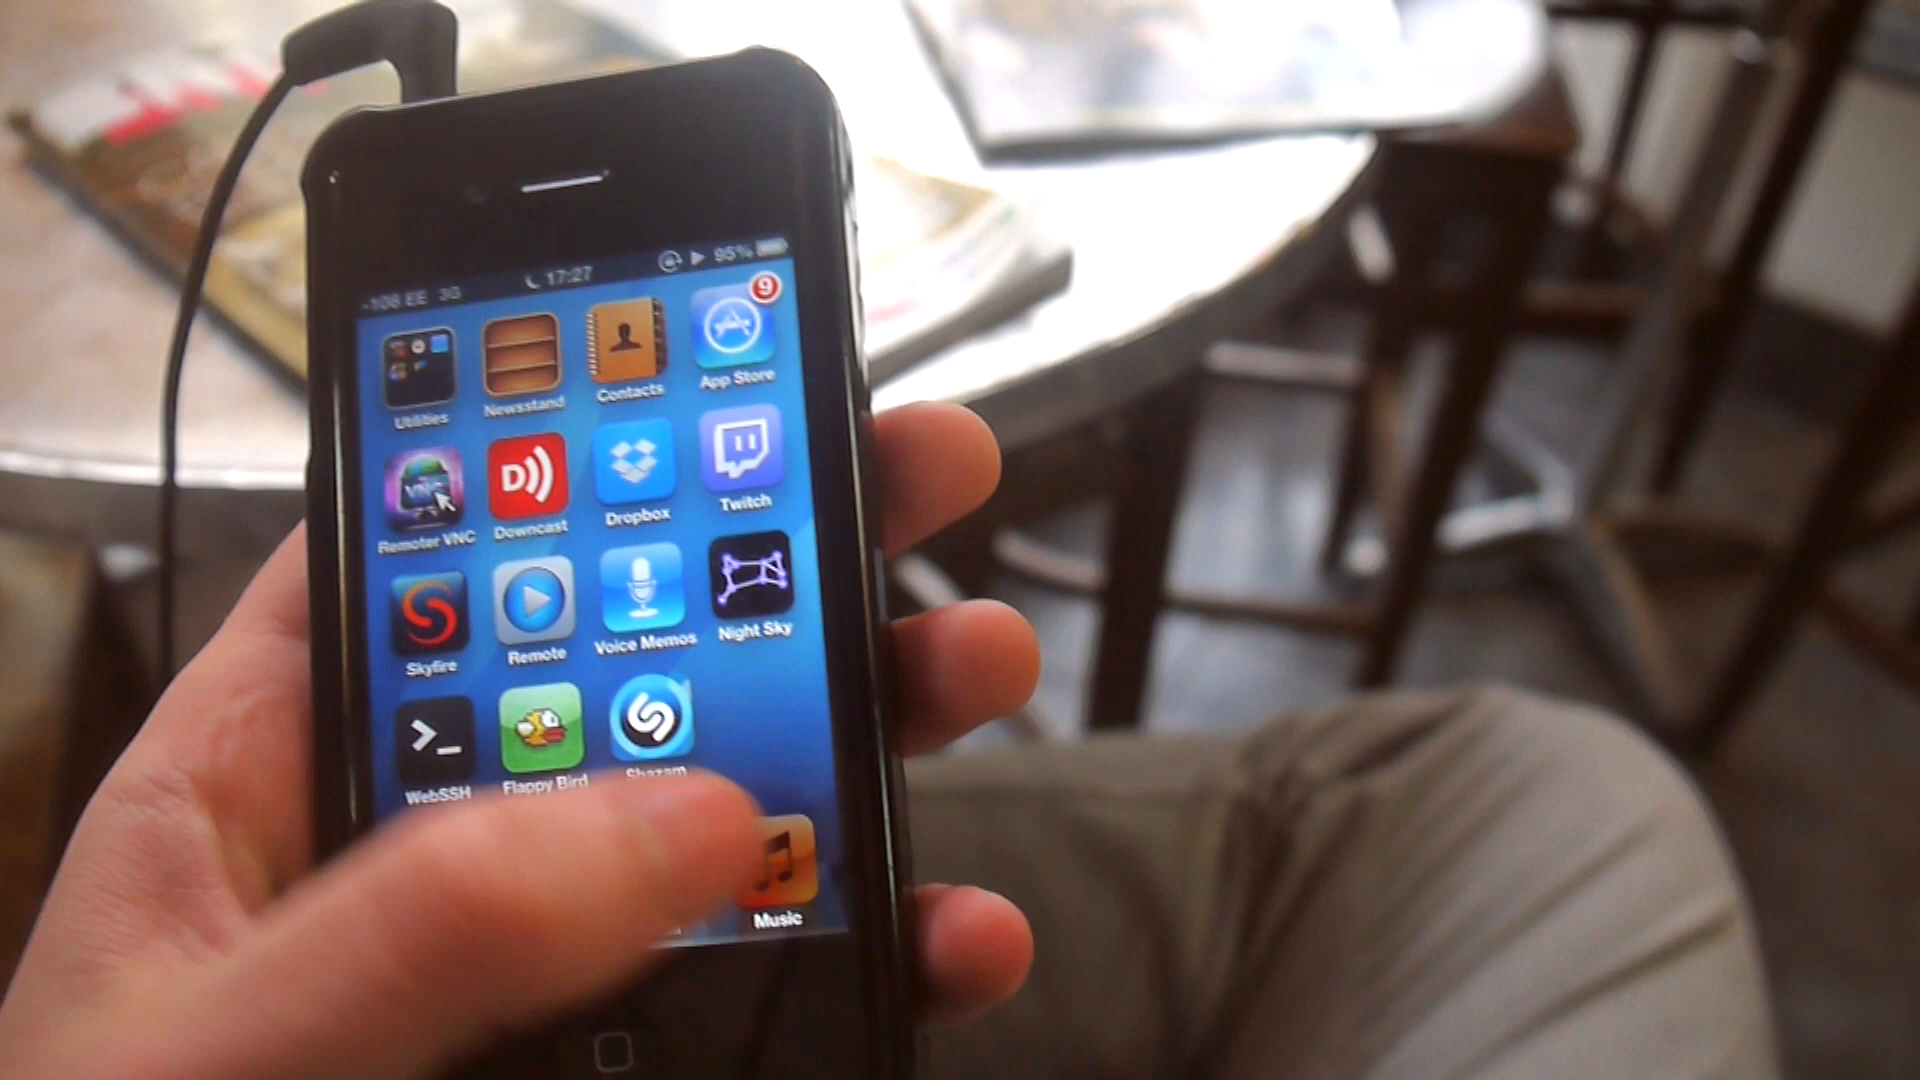 -108 EE 3G 17:27 95%
9
Utilities Newsstand Contacts App Store
VNC D
Remoter VNC Downcast Dropbox Twitch
Skyfire Remote Voice Memos Night Sky
>_
WebSSH Flappy Bird Shazam
Music